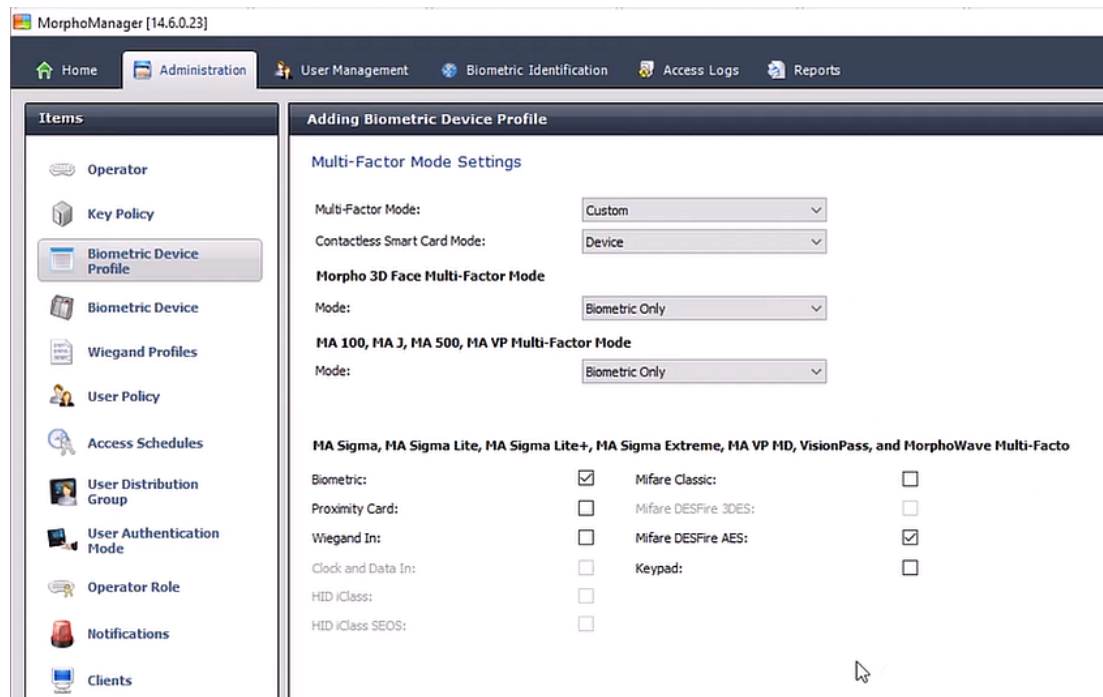 MorphoManager [14.6.0.23]
Home
Administration
User Management
Biometric Identification
Access Logs
Reports
Items
Operator
Key Policy
Biometric Device
Profile
Biometric Device
Wiegand Profiles
User Policy
Access Schedules
User Distribution
Group
User Authentication
Mode
Operator Role
Notifications
Clients
Adding Biometric Device Profile
Multi-Factor Mode Settings
Multi-Factor Mode: Custom
Contactless Smart Card Mode: Device
Morpho 3D Face Multi-Factor Mode
Mode: Biometric Only
MA 100, MA J, MA 500, MA VP Multi-Factor Mode
Mode: Biometric Only
MA Sigma, MA Sigma Lite, MA Sigma Lite+, MA Sigma Extreme, MA VP MD, VisionPass, and MorphoWave Multi-Facto
Biometric: Mifare Classic:
Proximity Card: Mifare DESFire 3DES:
Wiegand In: Mifare DESFire AES:
Clock and Data In: Keypad:
HID iClass:
HID iClass SEOS: